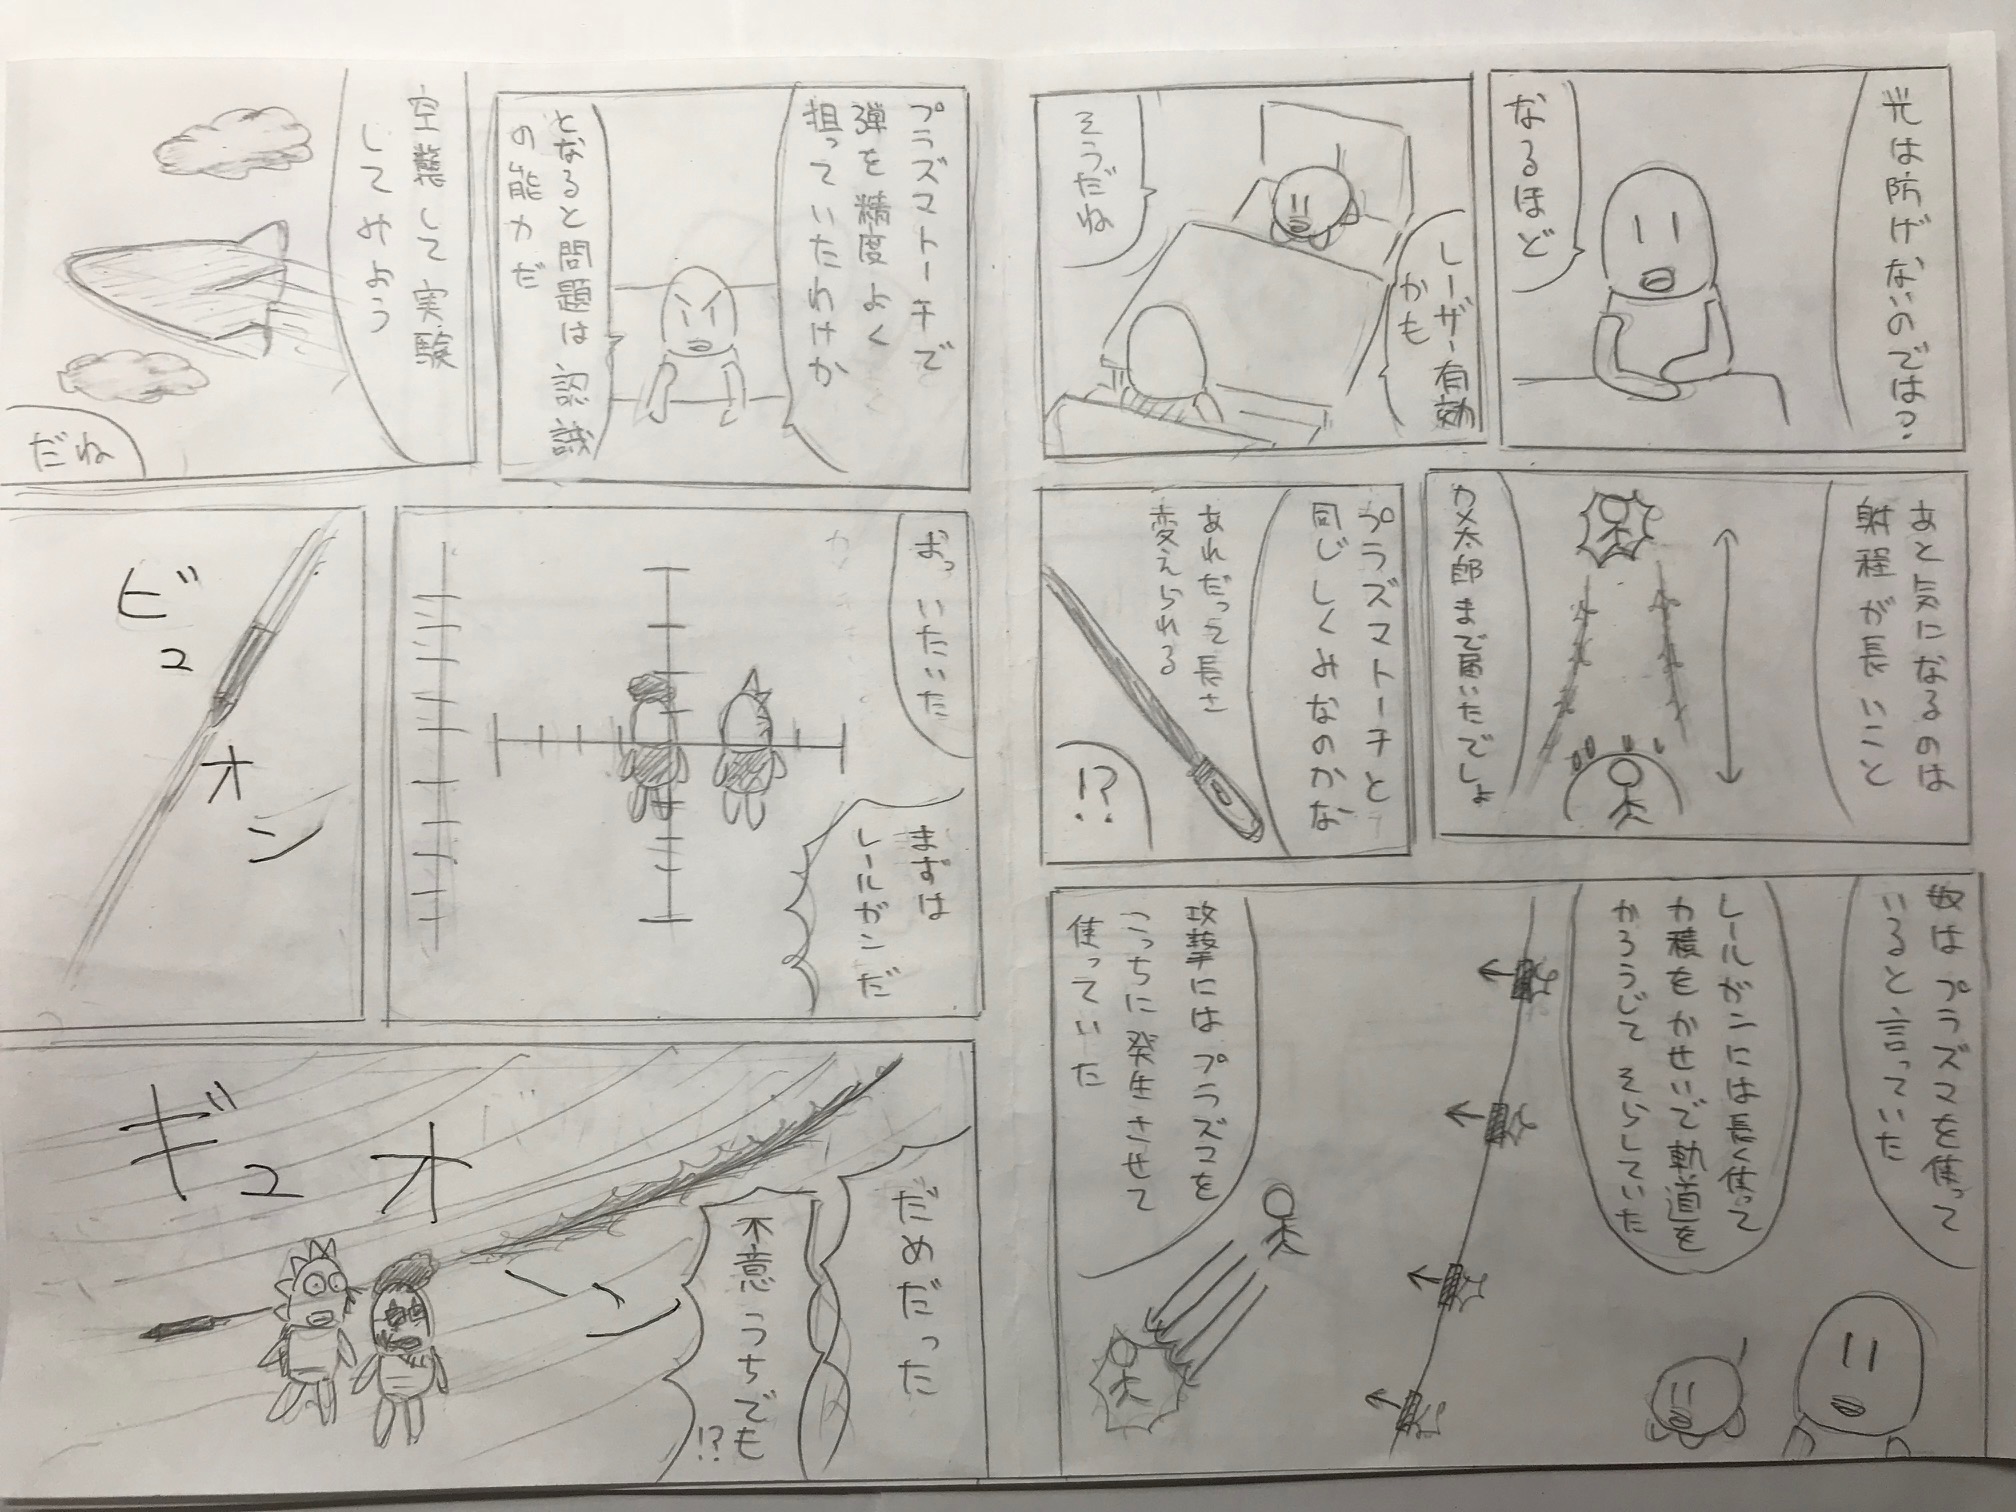 光は防げないのでは?
なるほど
レーザー有効
かも
そうだね
あと気になるのは
射程が長いこと
カメ太郎まで届いたでしょ
プラズマトーチと
同じしくみなのかな
あれだって長さ
変えられる
!?
奴はプラズマを使って
いると言っていた
レールガンには長く使って
力積をかせいで軌道を
かろうじてそらしていた
攻撃にはプラズマを
こっちに発生させて
使っていた
プラズマトーチで
弾を精度よく
狙っていたわけか
となると問題は認識
の能力だ
空襲して実験
してみよう
だね
おっいたいた
まずは
レールガンだ
ビュオン
ギュオーン
だめだった
不意うちでも
!?